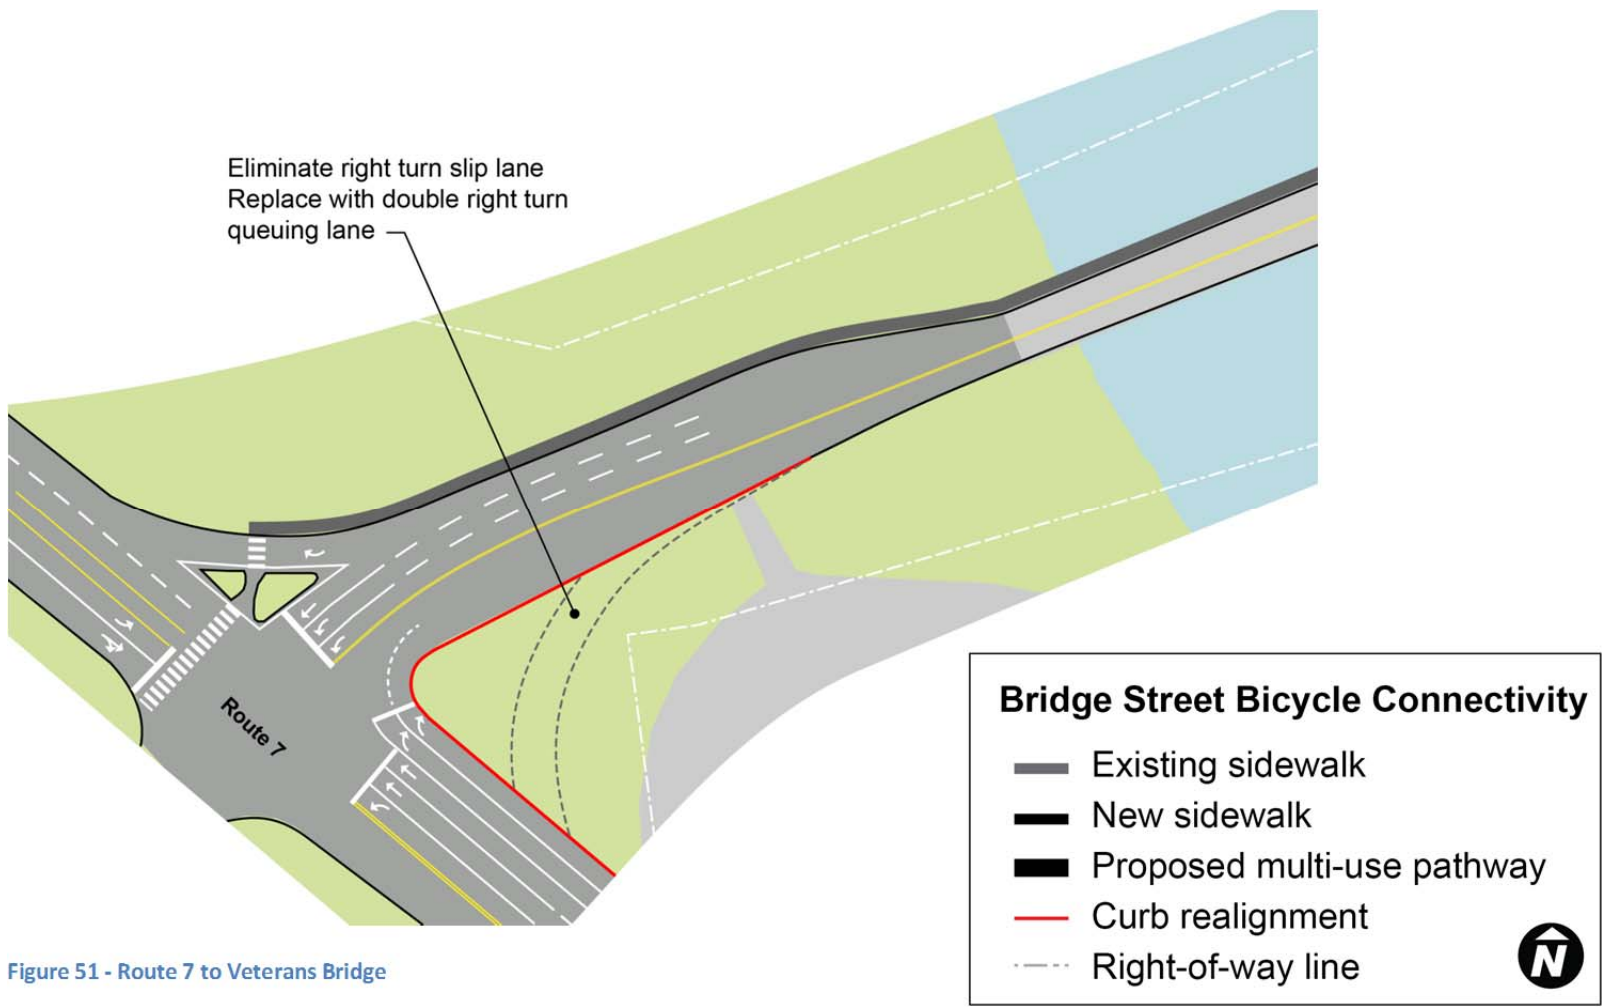 Eliminate right turn slip lane
Replace with double right turn
queuing lane
Route 7
Bridge Street Bicycle Connectivity
Existing sidewalk
New sidewalk
Proposed multi-use pathway
Curb realignment
Right-of-way line
N
Figure 51 - Route 7 to Veterans Bridge